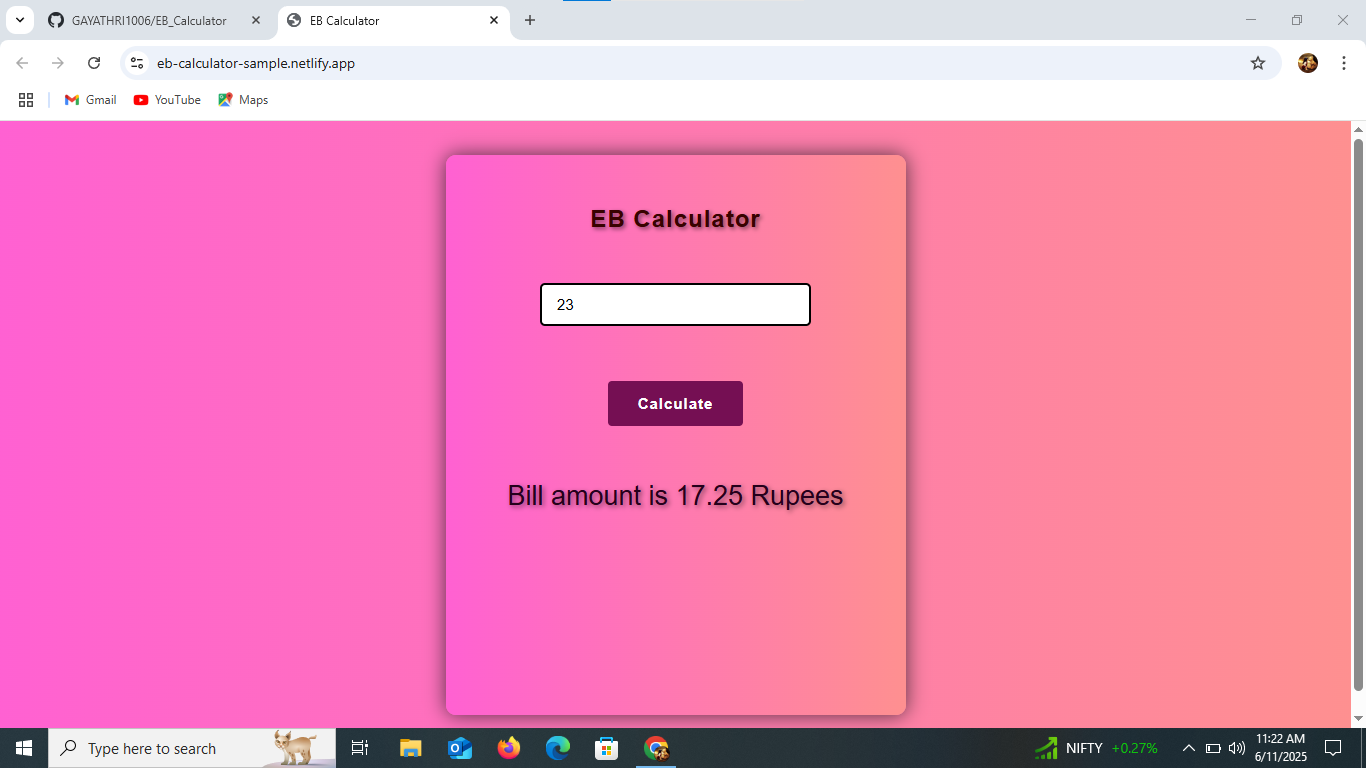 GAYATHRI1006/EB_Calculator
EB Calculator
eb-calculator-sample.netlify.app
Gmail
YouTube
Maps
EB Calculator
23
Calculate
Bill amount is 17.25 Rupees
Type here to search
NIFTY +0.27%
11:22 AM
6/11/2025